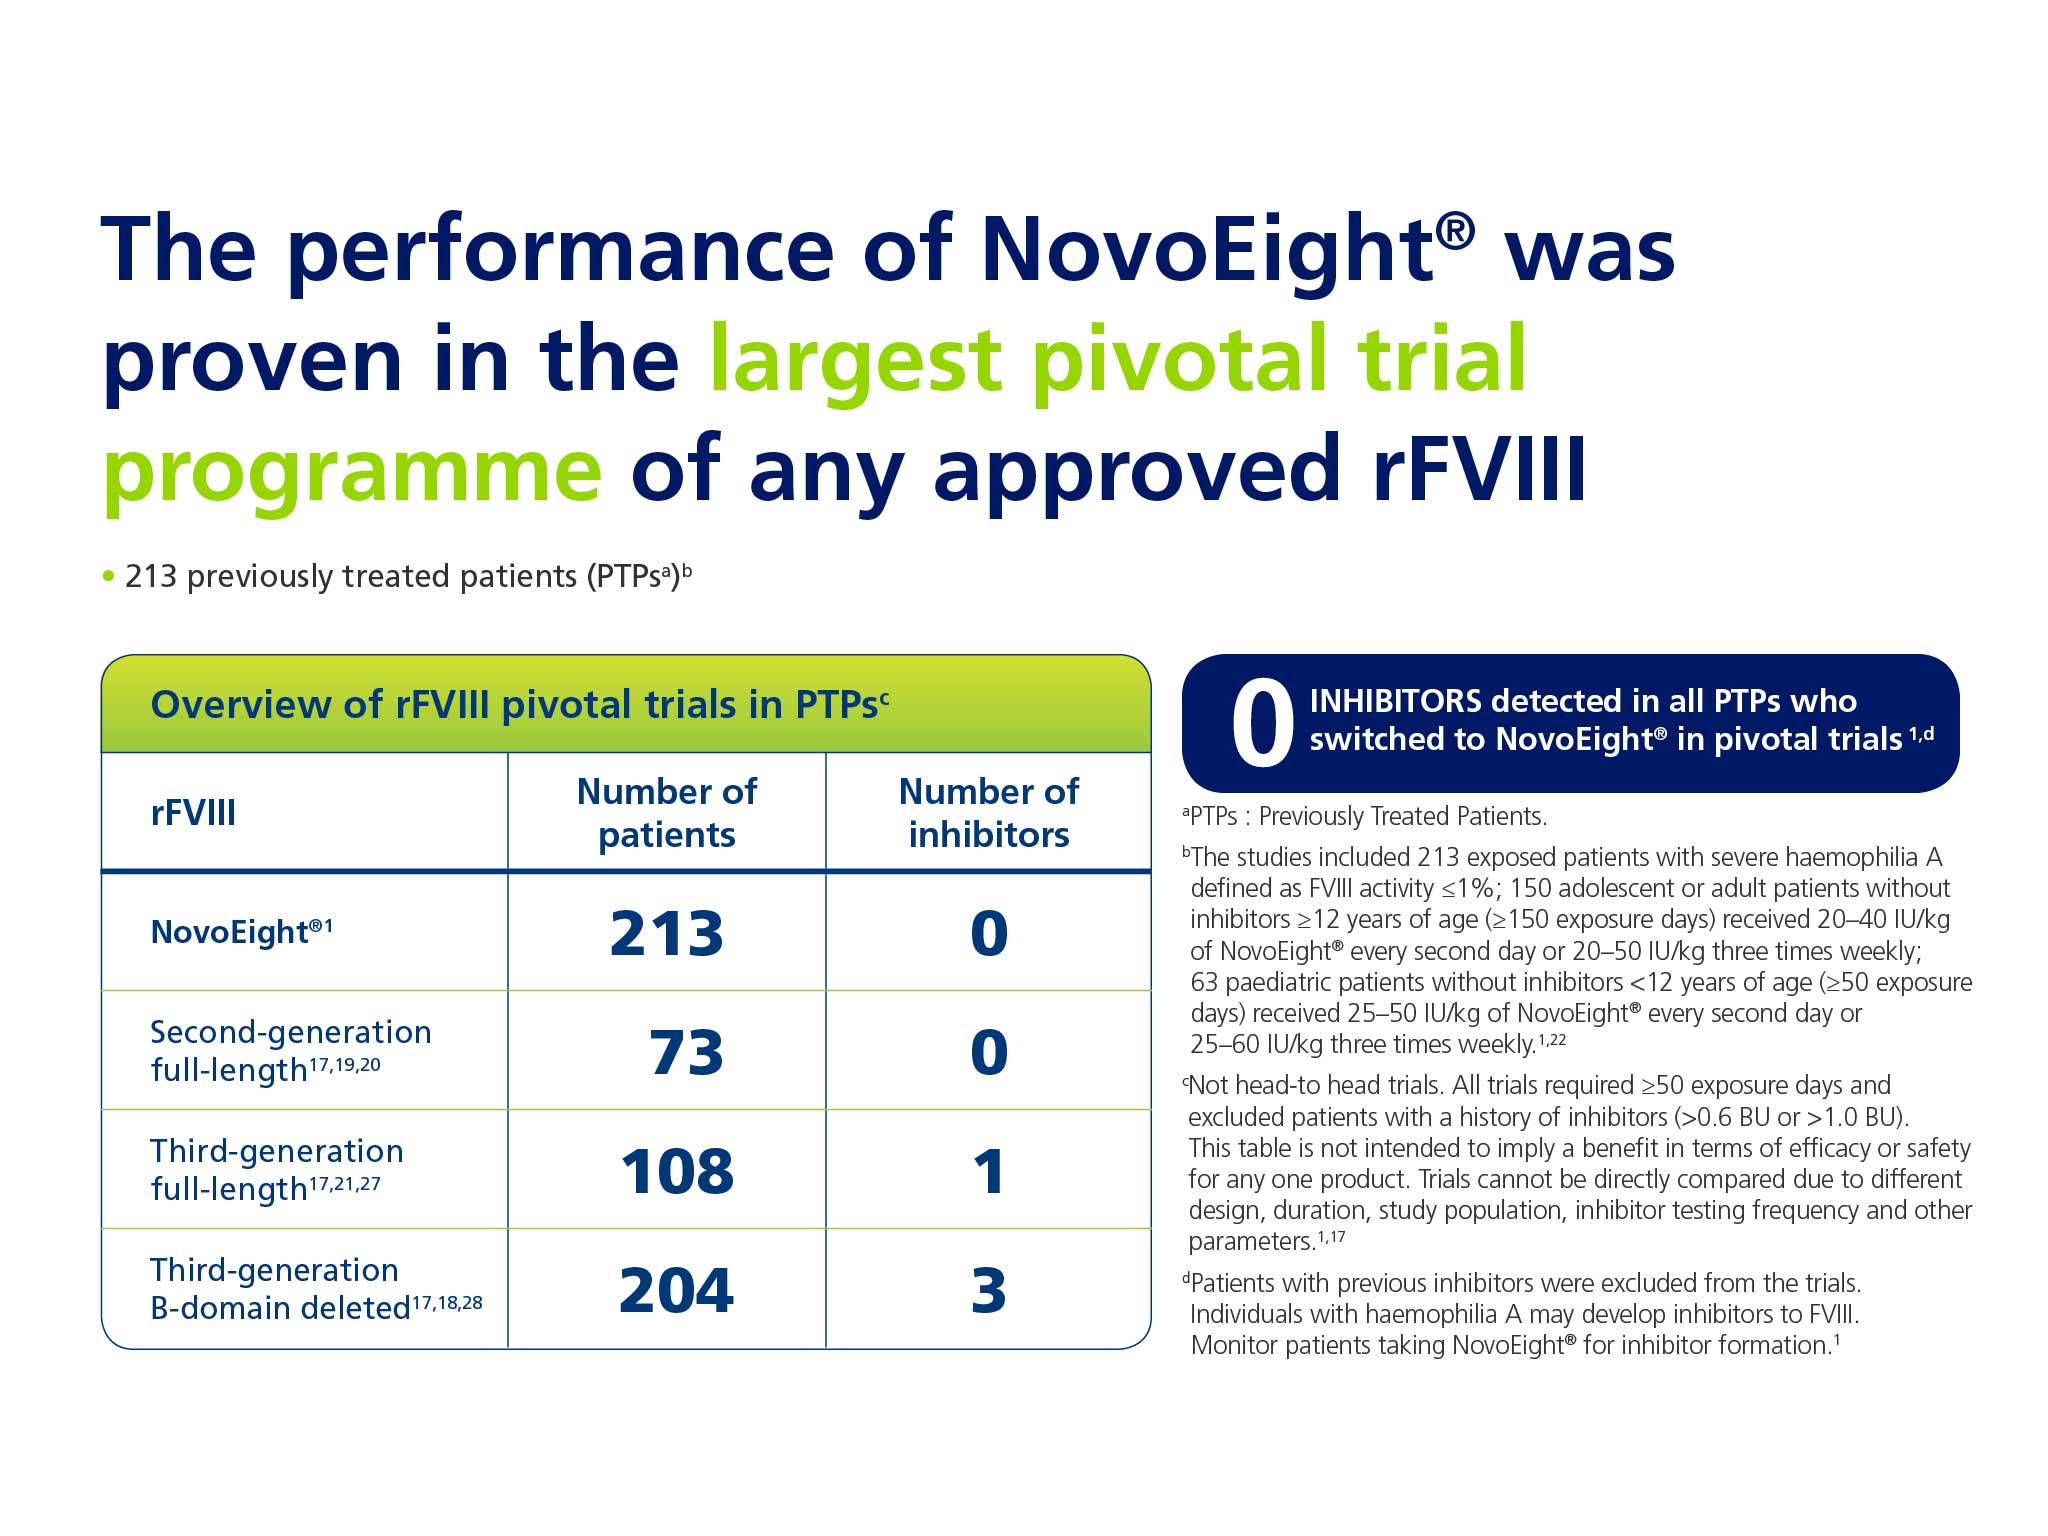 The performance of NovoEight® was
proven in the largest pivotal trial
programme of any approved rFVIII
• 213 previously treated patients (PTPsᵃ)ᵇ
Overview of rFVIII pivotal trials in PTPsᶜ
rFVIII
Number of
patients
Number of
inhibitors
NovoEight®¹
213
0
Second-generation
full-length¹⁷,¹⁹,²⁰
73
0
Third-generation
full-length¹⁷,²¹,²⁷
108
1
Third-generation
B-domain deleted¹⁷,¹⁸,²⁸
204
3
0
INHIBITORS detected in all PTPs who
switched to NovoEight® in pivotal trials ¹,ᵈ
ᵃPTPs : Previously Treated Patients.
ᵇThe studies included 213 exposed patients with severe haemophilia A
defined as FVIII activity ≤1%; 150 adolescent or adult patients without
inhibitors ≥12 years of age (≥150 exposure days) received 20–40 IU/kg
of NovoEight® every second day or 20–50 IU/kg three times weekly;
63 paediatric patients without inhibitors <12 years of age (≥50 exposure
days) received 25–50 IU/kg of NovoEight® every second day or
25–60 IU/kg three times weekly.¹,²²
ᶜNot head-to head trials. All trials required ≥50 exposure days and
excluded patients with a history of inhibitors (>0.6 BU or >1.0 BU).
This table is not intended to imply a benefit in terms of efficacy or safety
for any one product. Trials cannot be directly compared due to different
design, duration, study population, inhibitor testing frequency and other
parameters.¹,¹⁷
ᵈPatients with previous inhibitors were excluded from the trials.
Individuals with haemophilia A may develop inhibitors to FVIII.
Monitor patients taking NovoEight® for inhibitor formation.¹